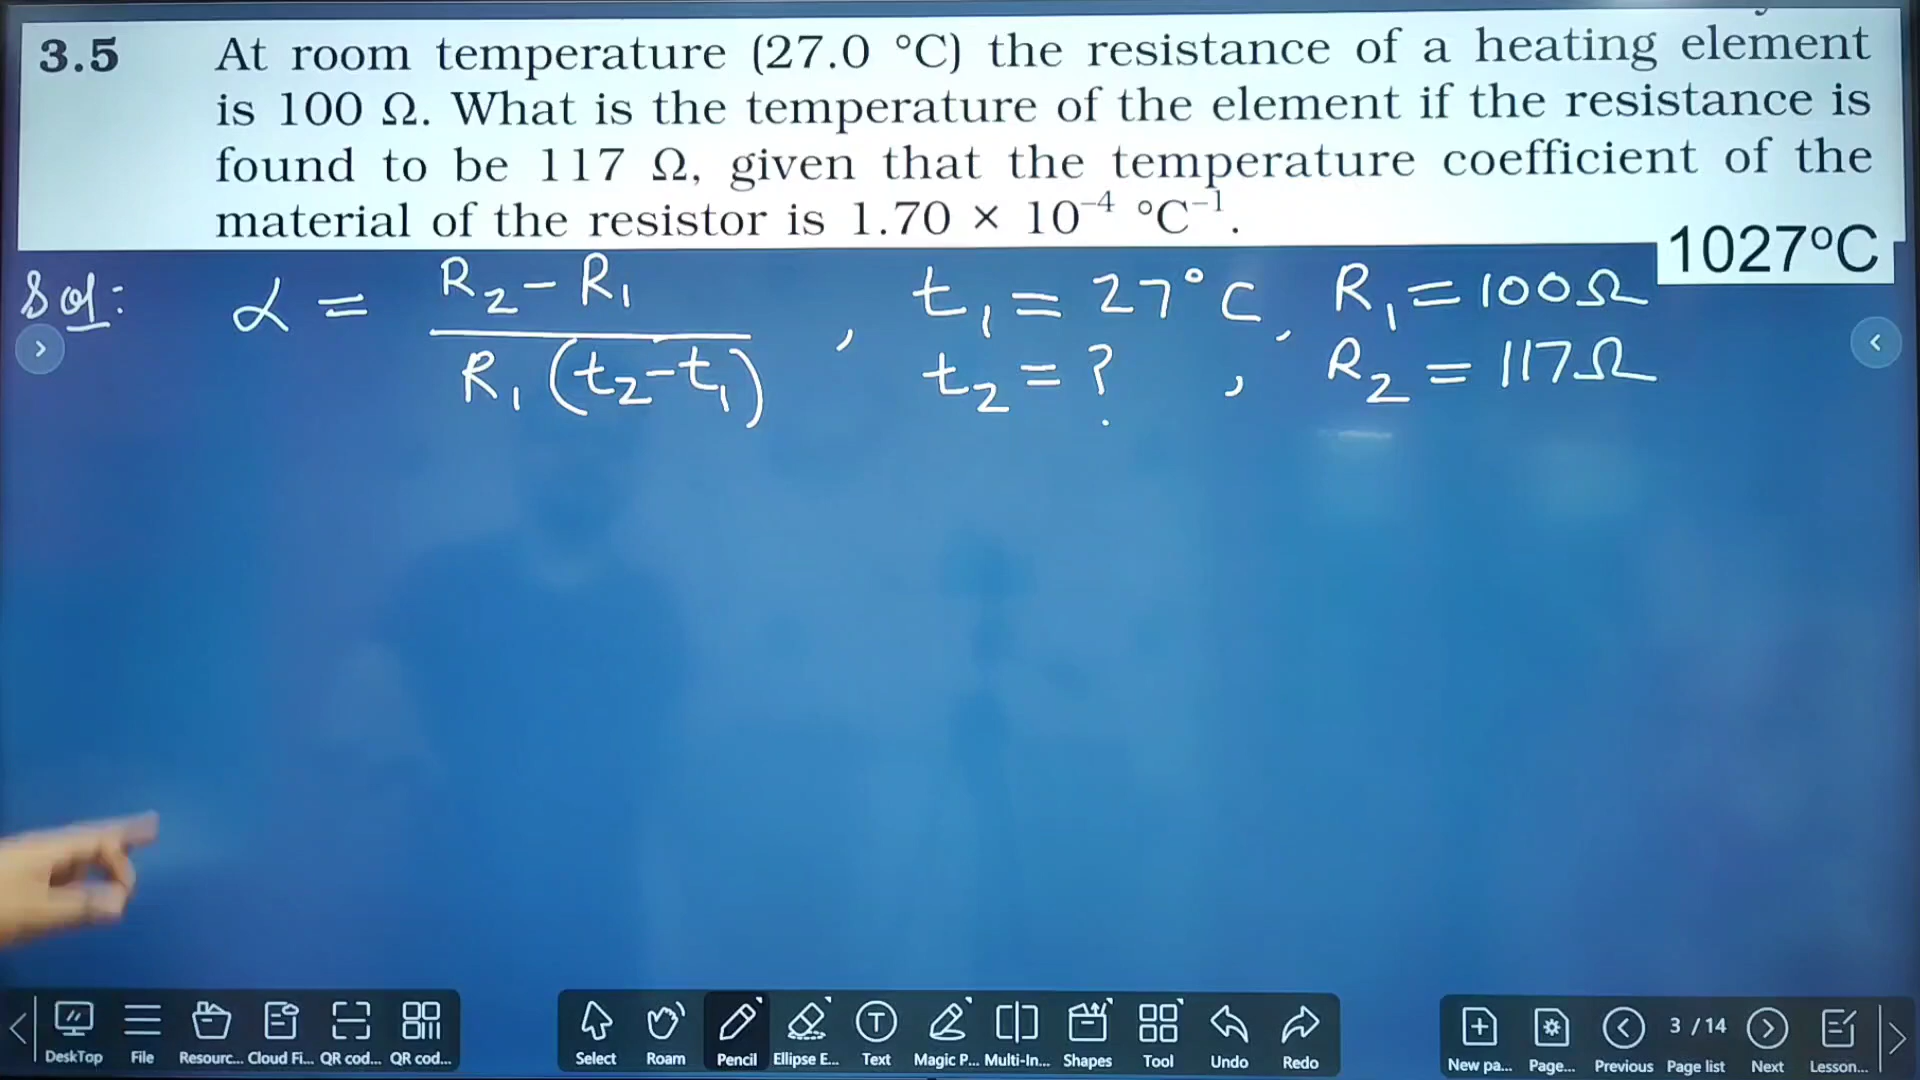 3.5 At room temperature (27.0 °C) the resistance of a heating element
is 100 Ω. What is the temperature of the element if the resistance is
found to be 117 Ω, given that the temperature coefficient of the
material of the resistor is 1.70 × 10⁻⁴ °C⁻¹.
1027°C
Sol: α = R₂ - R₁ / R₁ (t₂-t₁) , t₁ = 27°C, R₁ = 100Ω
t₂ = ? , R₂ = 117Ω
DeskTop File Resourc... Cloud Fi... QR cod... QR cod... Select Roam Pencil Ellipse E... Text Magic P... Multi-In... Shapes Tool Undo Redo New pa... Page... Previous 3 /14 Page list Next Lesson...